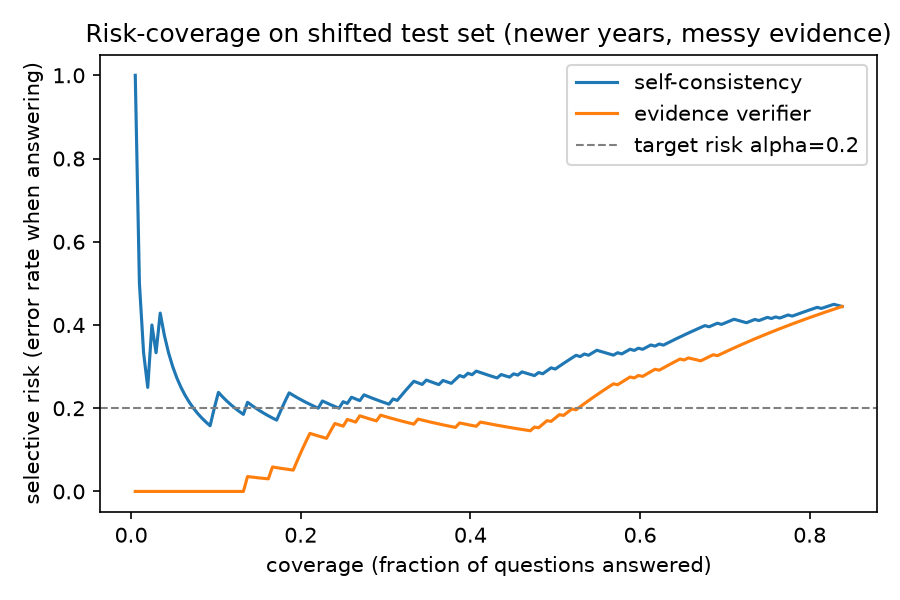 Risk-coverage on shifted test set (newer years, messy evidence)
selective risk (error rate when answering)
1.0
0.8
0.6
0.4
0.2
0.0
self-consistency
evidence verifier
target risk alpha=0.2
0.0 0.2 0.4 0.6 0.8
coverage (fraction of questions answered)